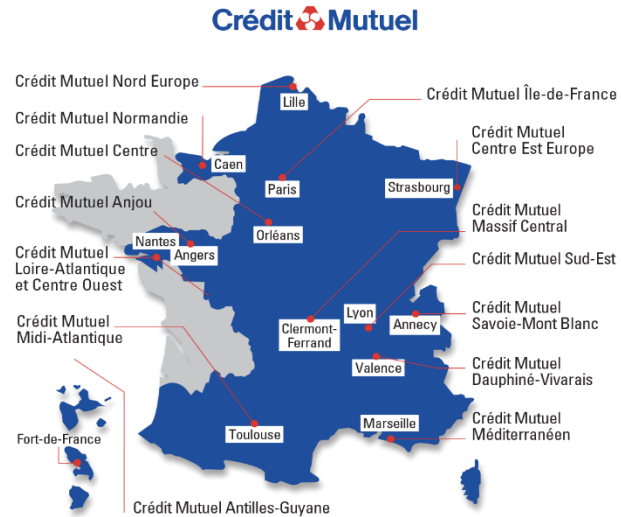 Crédit Mutuel
Crédit Mutuel Nord Europe
Crédit Mutuel Normandie
Crédit Mutuel Centre
Crédit Mutuel Anjou
Crédit Mutuel
Loire-Atlantique
et Centre Ouest
Crédit Mutuel
Midi-Atlantique
Fort-de-France
Crédit Mutuel Antilles-Guyane
Lille
Caen
Paris
Strasbourg
Orléans
Nantes
Angers
Lyon
Annecy
Clermont-
Ferrand
Valence
Toulouse
Marseille
Crédit Mutuel Île-de-France
Crédit Mutuel
Centre Est Europe
Crédit Mutuel
Massif Central
Crédit Mutuel Sud-Est
Crédit Mutuel
Savoie-Mont Blanc
Crédit Mutuel
Dauphiné-Vivarais
Crédit Mutuel
Méditerranéen